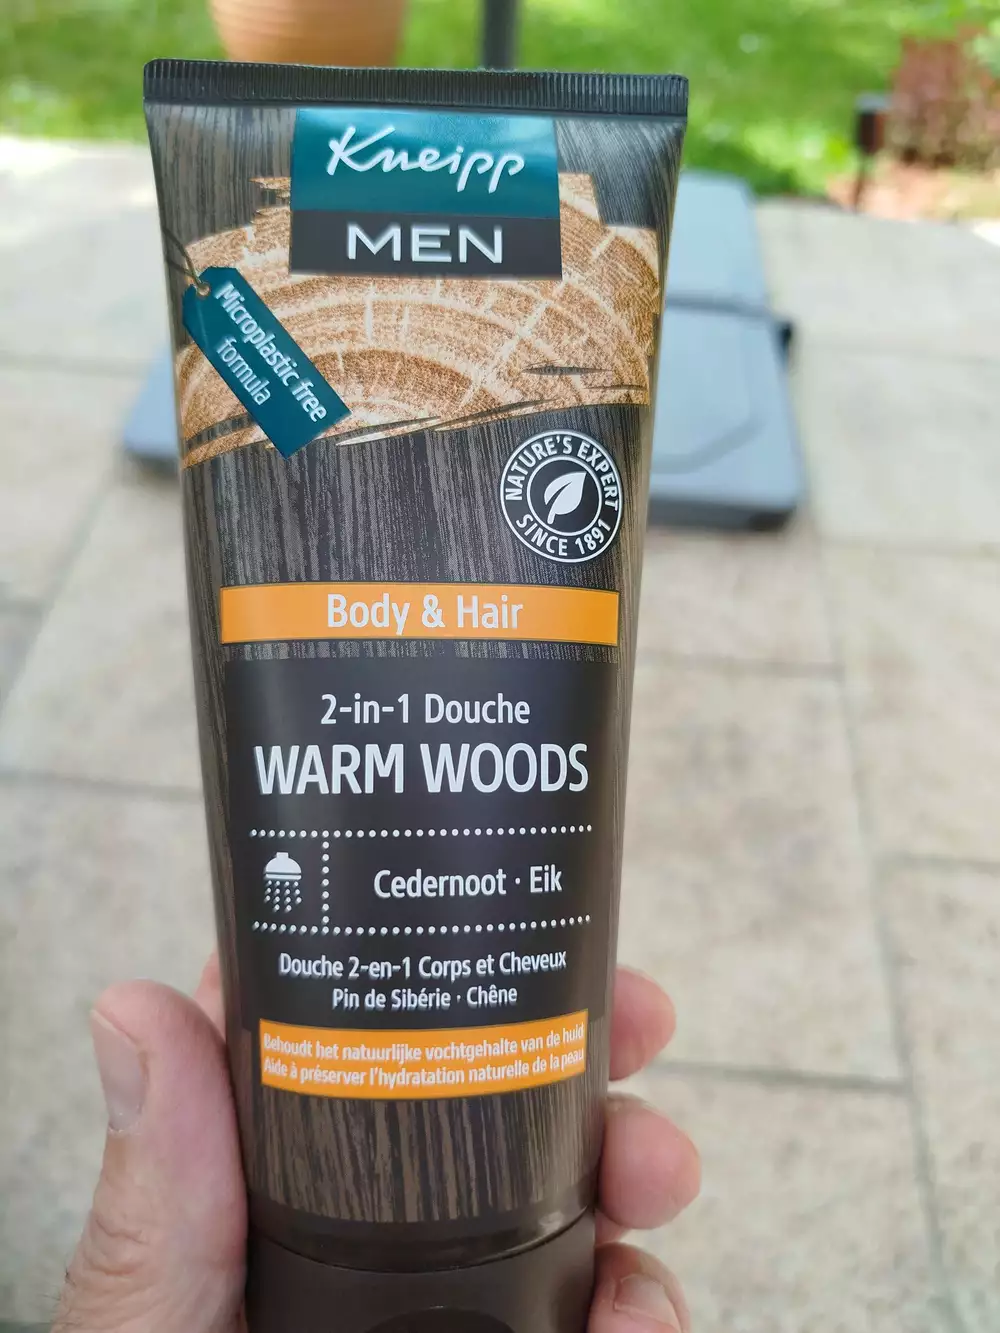 Kneipp
MEN
Microplastic free
formula
NATURE'S EXPERT
SINCE 1891
Body & Hair
2-in-1 Douche
WARM WOODS
Cedernoot · Eik
Douche 2-en-1 Corps et Cheveux
Pin de Sibérie · Chêne
Behoudt het natuurlijke vochtgehalte van de huid
Aide à préserver l'hydratation naturelle de la peau